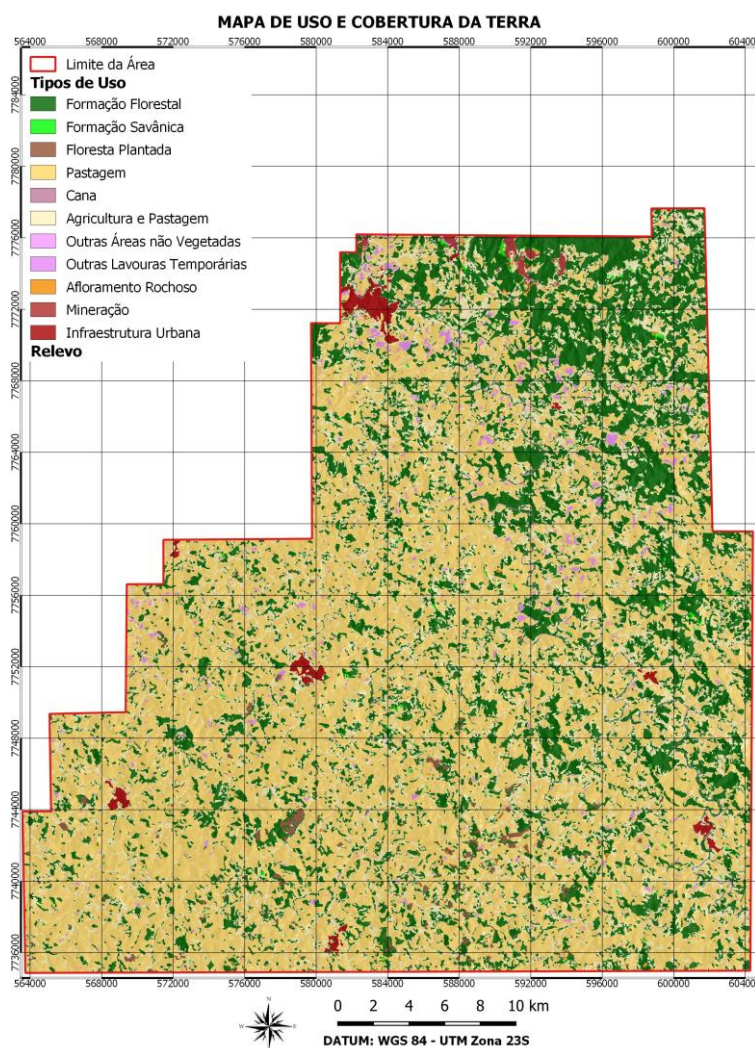 MAPA DE USO E COBERTURA DA TERRA
564000 568000 572000 576000 580000 584000 588000 592000 596000 600000 604000
Limite da Área
Tipos de Uso
Formação Florestal
Formação Savânica
Floresta Plantada
Pastagem
Cana
Agricultura e Pastagem
Outras Áreas não Vegetadas
Outras Lavouras Temporárias
Afloramento Rochoso
Mineração
Infraestrutura Urbana
Relevo
7784000
7780000
7776000
7772000
7768000
7764000
7760000
7756000
7752000
7748000
7744000
7740000
7736000
564000 568000 572000 576000 580000 584000 588000 592000 596000 600000 604000
N
W E
S
0 2 4 6 8 10 km
DATUM: WGS 84 - UTM Zona 23S